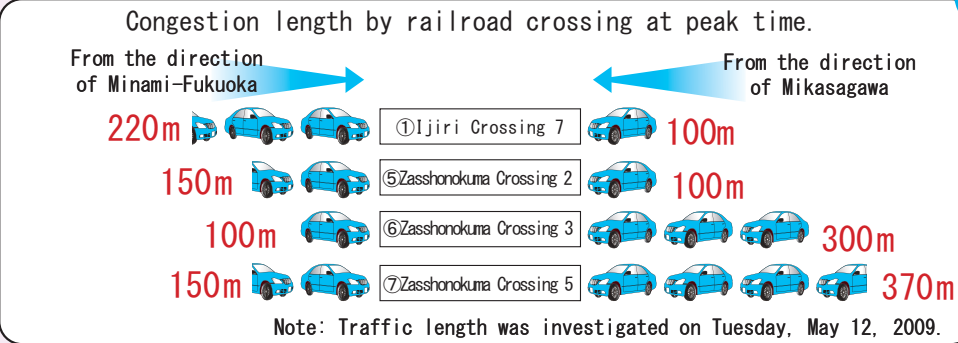 Congestion length by railroad crossing at peak time.
From the direction
of Minami-Fukuoka
From the direction
of Mikasagawa
220m ①Ijiri Crossing 7 100m
150m ⑤Zasshonokuma Crossing 2 100m
100m ⑥Zasshonokuma Crossing 3 300m
150m ⑦Zasshonokuma Crossing 5 370m
Note: Traffic length was investigated on Tuesday, May 12, 2009.